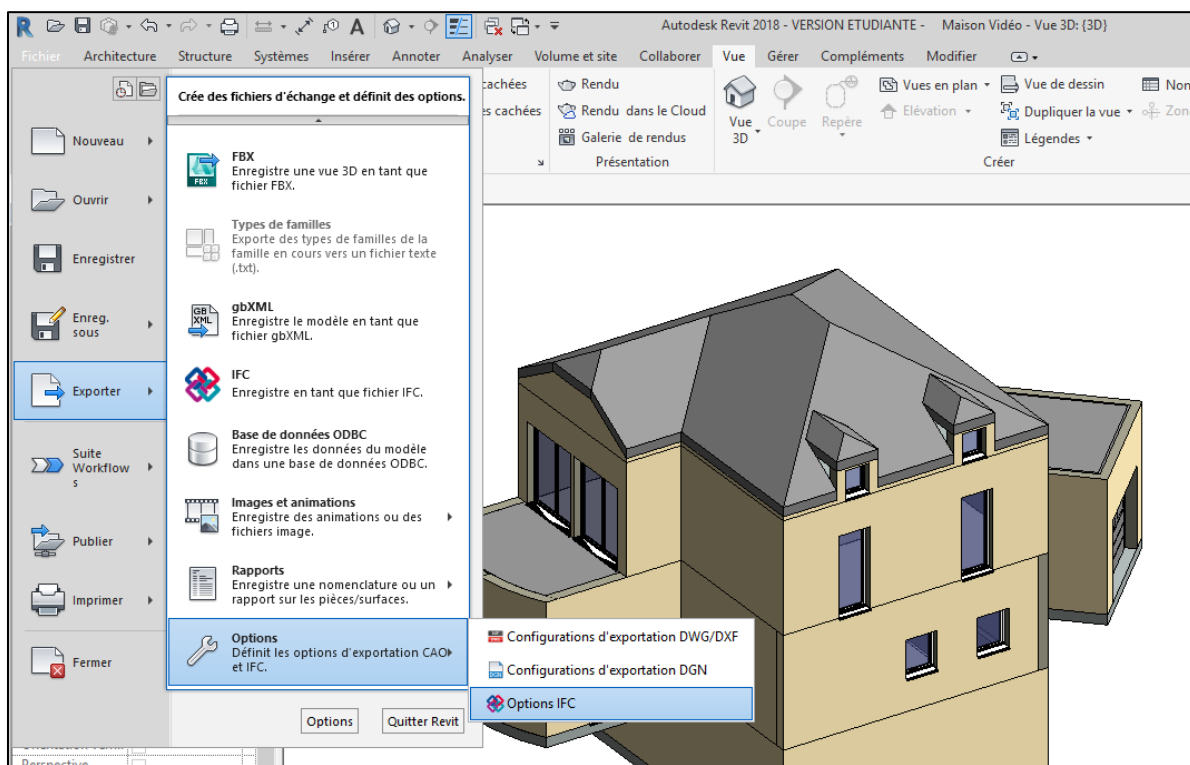 Autodesk Revit 2018 - VERSION ETUDIANTE - Maison Vidéo - Vue 3D: {3D}
Fichier Architecture Structure Systèmes Insérer Annoter Analyser Volume et site Collaborer Vue Gérer Compléments Modifier
Crée des fichiers d'échange et définit des options.
Nouveau
Ouvrir
Enregistrer
Enreg.
sous
Exporter
Suite
Workflow
s
Publier
Imprimer
Fermer
FBX
FBX
Enregistre une vue 3D en tant que
fichier FBX.
Types de familles
Exporte des types de familles de la
famille en cours vers un fichier texte
(.txt).
GB
XML
gbXML
Enregistre le modèle en tant que
fichier gbXML.
IFC
Enregistre en tant que fichier IFC.
Base de données ODBC
Enregistre les données du modèle
dans une base de données ODBC.
Images et animations
Enregistre des animations ou des
fichiers image.
Rapports
Enregistre une nomenclature ou un
rapport sur les pièces/surfaces.
Options
Définit les options d'exportation CAO
et IFC.
Options Quitter Revit
Configurations d'exportation DWG/DXF
Configurations d'exportation DGN
Options IFC
cachées
es cachées
Rendu
Rendu dans le Cloud
Galerie de rendus
Présentation
Vue
3D
Coupe
Repère
Vues en plan
Elévation
Vue de dessin
Dupliquer la vue
Légendes
Nom
Zon
Créer
Perspective